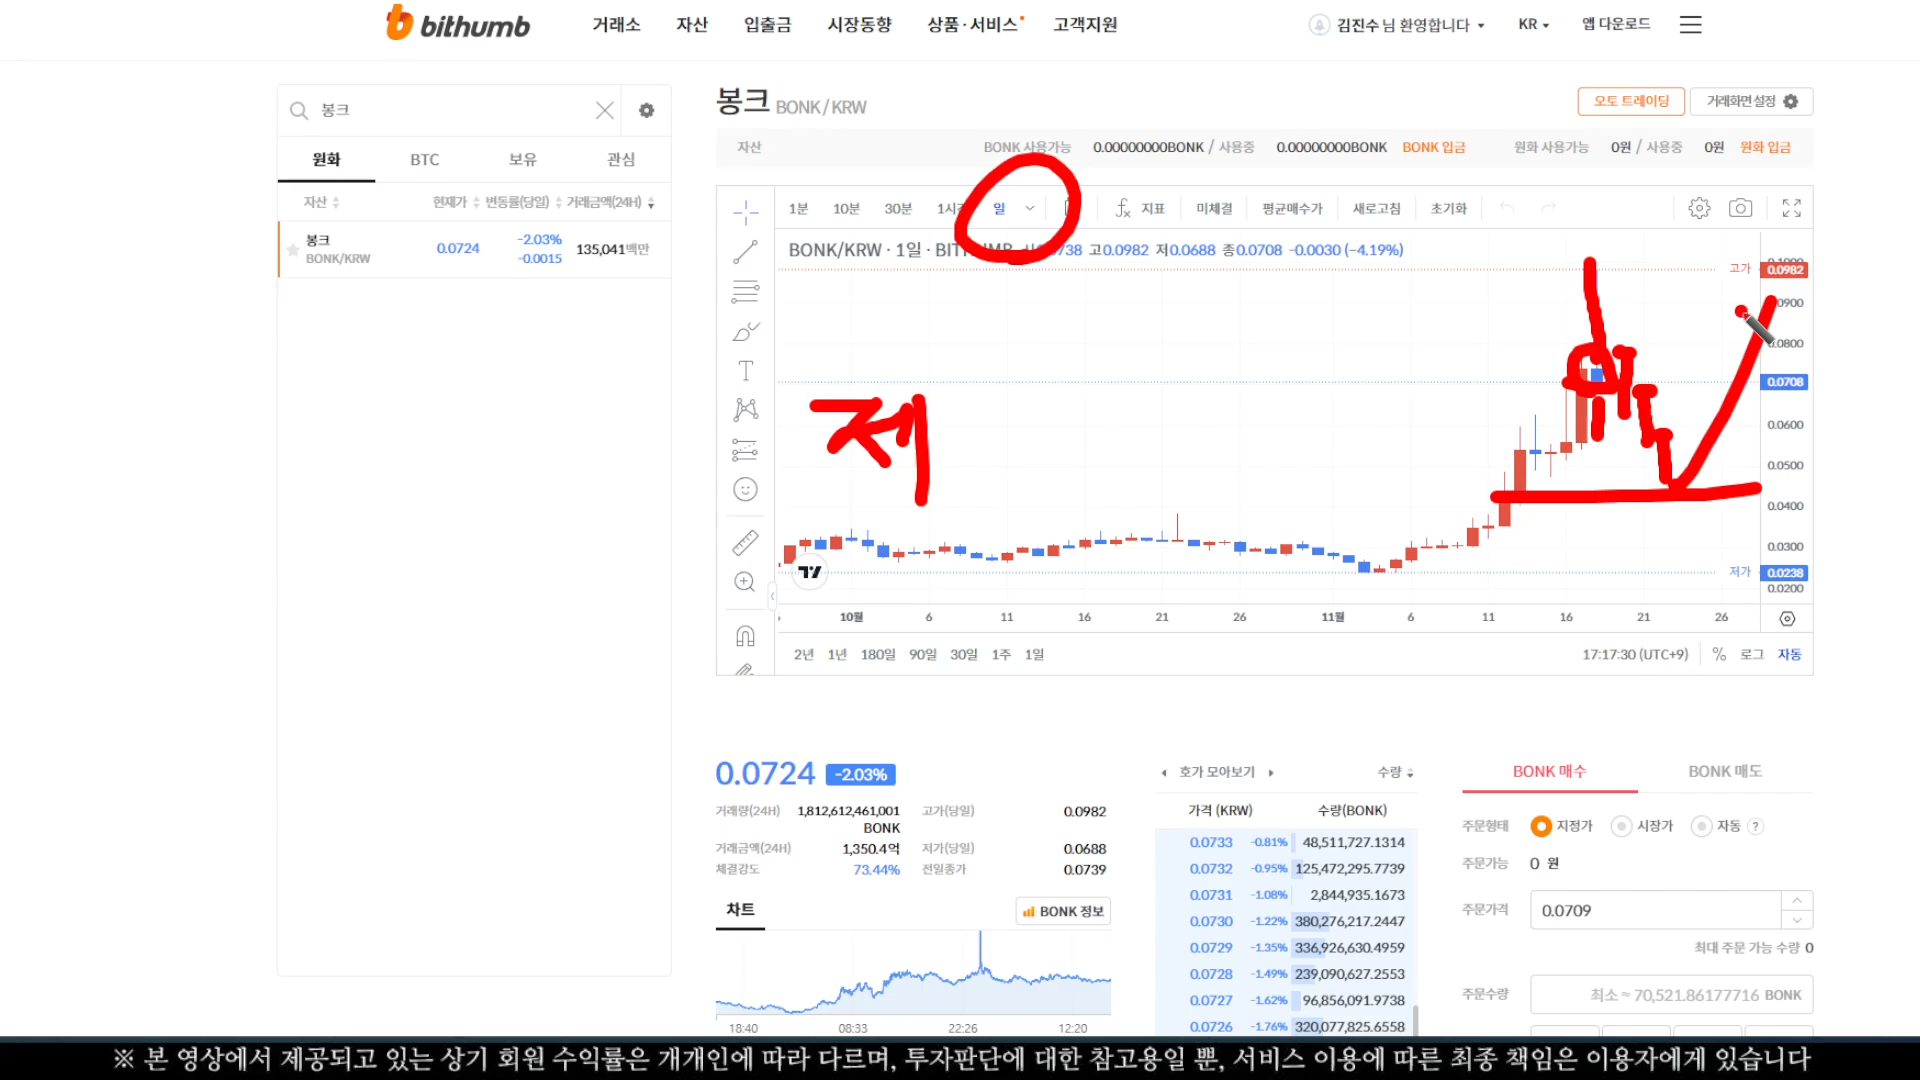 bithumb 거래소 자산 입출금 시장동향 상품·서비스 고객지원 김진수 님 환영합니다 KR 앱 다운로드
봉크
원화 BTC 보유 관심
자산 현재가 변동률(당일) 거래금액(24H)
봉크 BONK/KRW 0.0724 -2.03% -0.0015 135,041백만
봉크 BONK/KRW 오토 트레이딩 거래화면 설정
자산 BONK 사용가능 0.00000000BONK / 사용중 0.00000000BONK BONK 입금 원화 사용가능 0원 / 사용중 0원 원화 입금
1분 10분 30분 일 지표 미체결 평균매수가 새로고침 초기화
BONK/KRW · 1일 · 고0.0982 저0.0688 종0.0708 -0.0030 (-4.19%)
고가 0.0982
0.0800
0.0708
제
0.0600
0.0500
0.0400
0.0300
저가 0.0238
0.0200
10월 6 11 16 21 26 11월 6 11 16 21 26
2년 1년 180일 90일 30일 1주 1일 17:17:30 (UTC+9) % 로그 자동
0.0724 -2.03%
거래량(24H) 1,812,612,461,001 BONK 고가(당일) 0.0982
거래금액(24H) 1,350.4억 저가(당일) 0.0688
체결강도 73.44% 전일종가 0.0739
차트 BONK 정보
18:40 08:33 22:26 12:20
호가 모아보기 수량
가격 (KRW) 수량(BONK)
0.0733 -0.81% 48,511,727.1314
0.0732 -0.95% 125,472,295.7739
0.0731 -1.08% 2,844,935.1673
0.0730 -1.22% 380,276,217.2447
0.0729 -1.35% 336,926,630.4959
0.0728 -1.49% 239,090,627.2553
0.0727 -1.62% 96,856,091.9738
0.0726 -1.76% 320,077,825.6558
BONK 매수 BONK 매도
주문형태 지정가 시장가 자동 ?
주문가능 0 원
주문가격 0.0709
최대 주문 가능 수량 0
주문수량 최소 ≈ 70,521.86177716 BONK
※ 본 영상에서 제공되고 있는 상기 회원 수익률은 개개인에 따라 다르며, 투자판단에 대한 참고용일 뿐, 서비스 이용에 따른 최종 책임은 이용자에게 있습니다